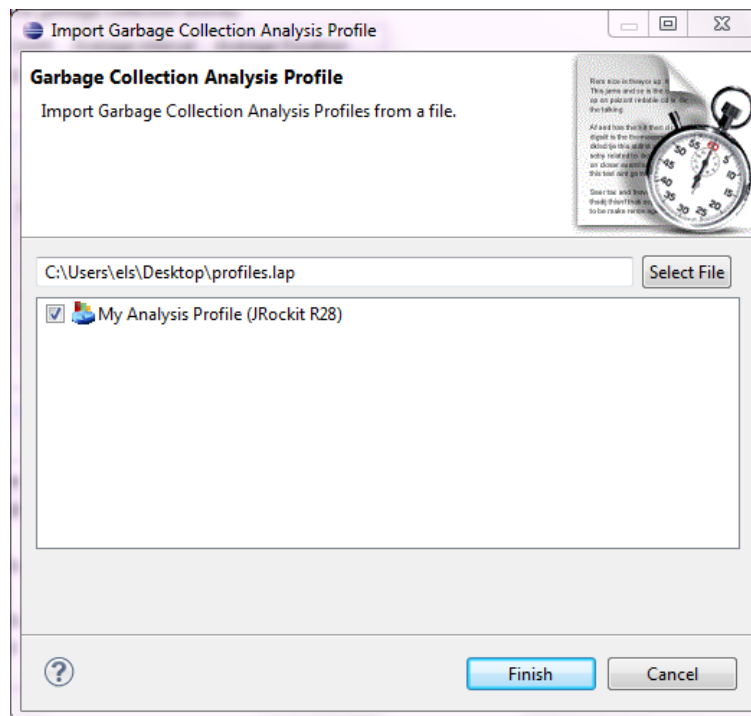 Import Garbage Collection Analysis Profile
Garbage Collection Analysis Profile
Import Garbage Collection Analysis Profiles from a file.
C:\Users\els\Desktop\profiles.lap
Select File
My Analysis Profile (JRockit R28)
?
Finish
Cancel